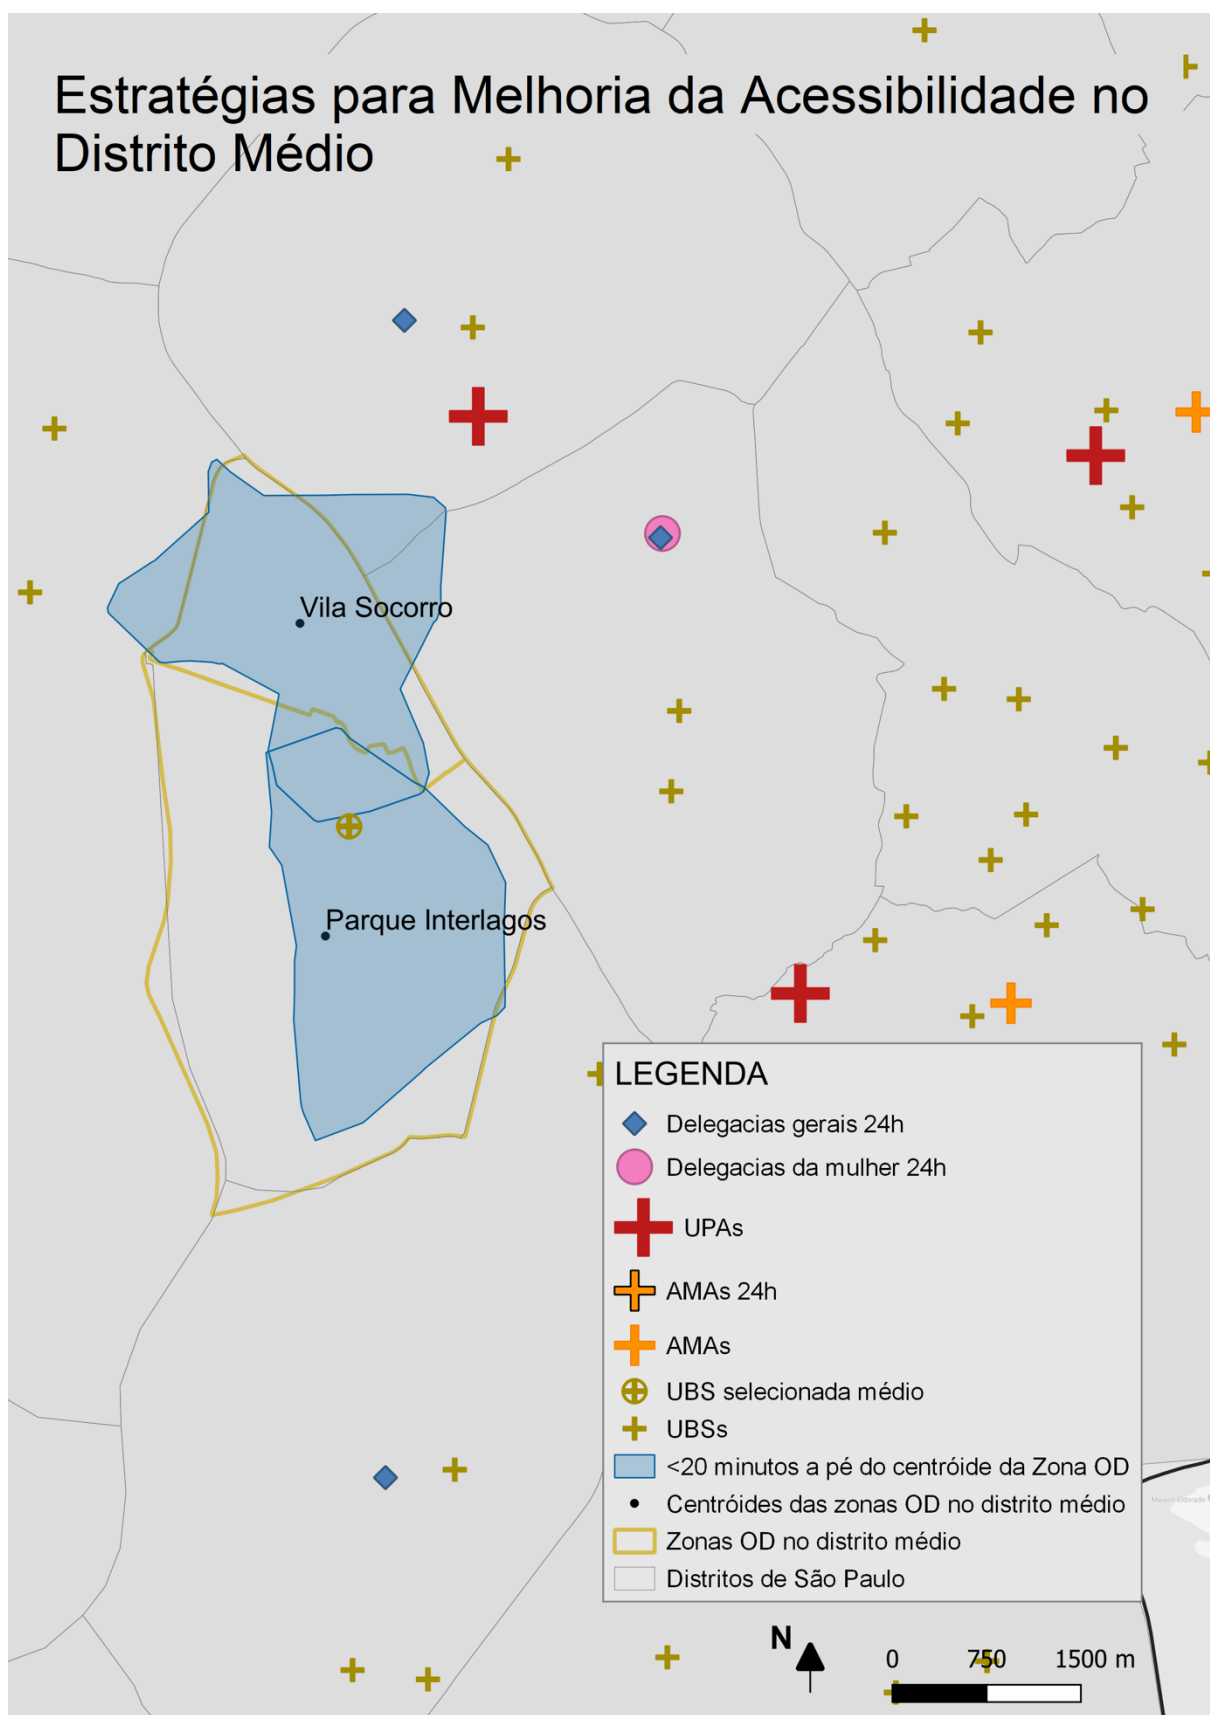 Estratégias para Melhoria da Acessibilidade no
Distrito Médio
Vila Socorro
Parque Interlagos
LEGENDA
Delegacias gerais 24h
Delegacias da mulher 24h
UPAs
AMAs 24h
AMAs
UBS selecionada médio
UBSs
<20 minutos a pé do centróide da Zona OD
Centróides das zonas OD no distrito médio
Zonas OD no distrito médio
Distritos de São Paulo
Marson Eldorado
N
0 750 1500 m